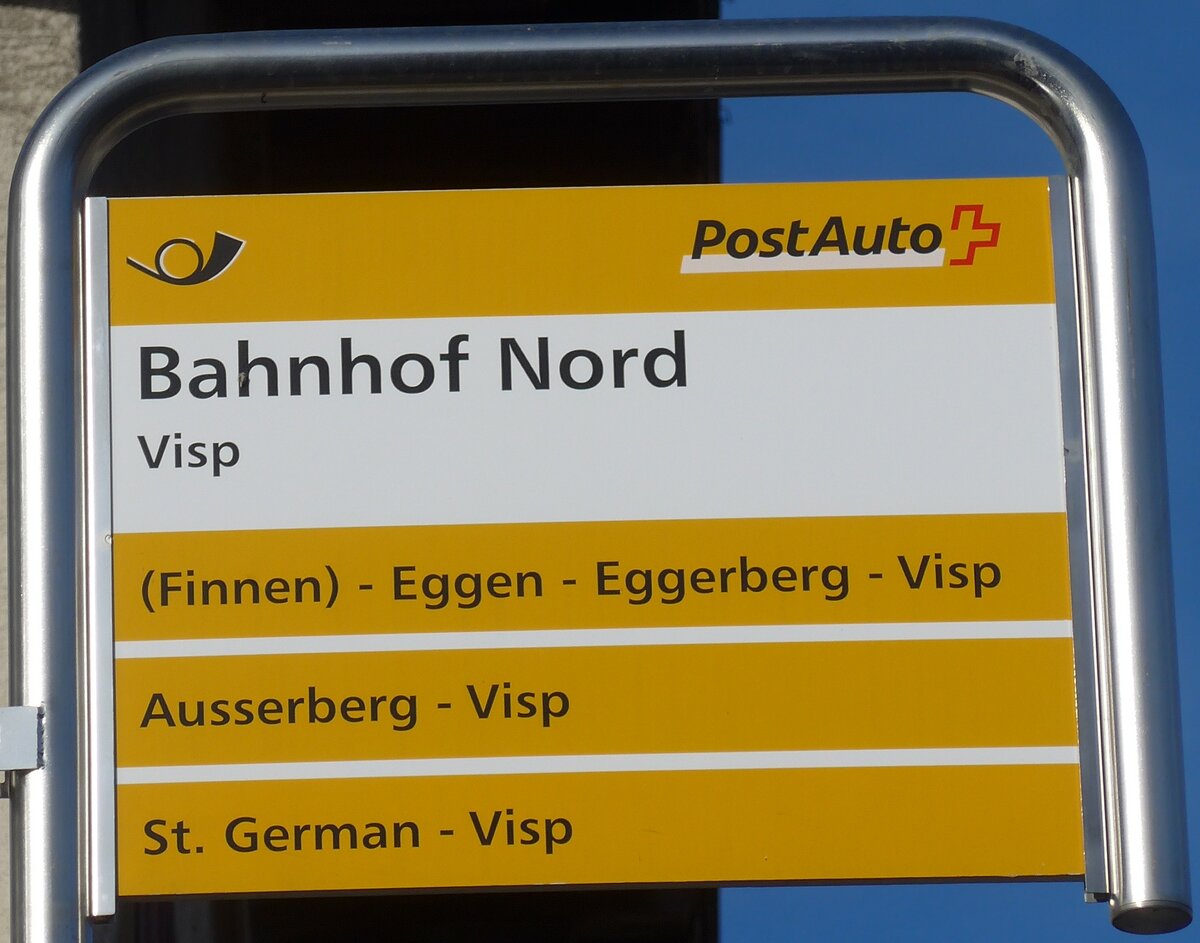 PostAuto
Bahnhof Nord
Visp
(Finnen) - Eggen - Eggerberg - Visp
Ausserberg - Visp
St. German - Visp